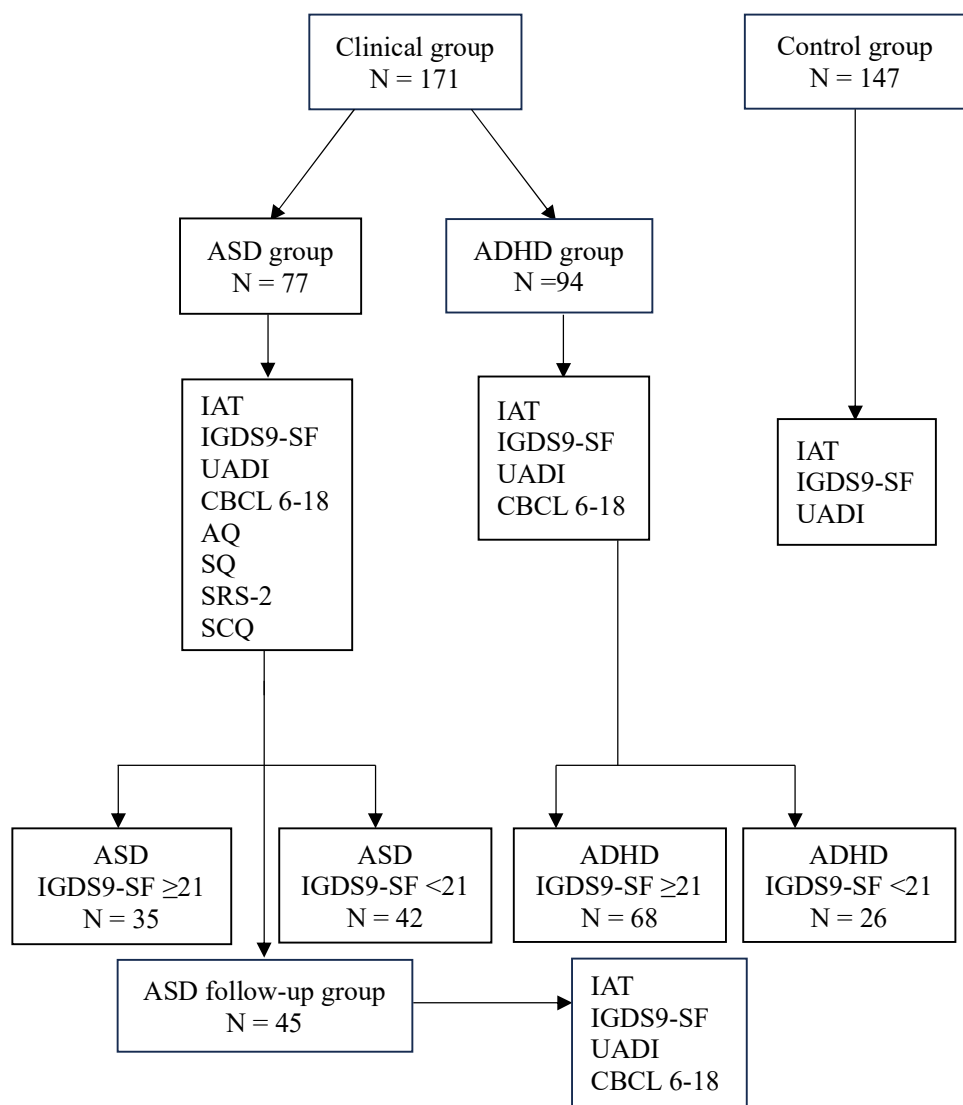 Clinical group
N = 171
Control group
N = 147
ASD group
N = 77
ADHD group
N =94
IAT
IGDS9-SF
UADI
CBCL 6-18
AQ
SQ
SRS-2
SCQ
IAT
IGDS9-SF
UADI
CBCL 6-18
IAT
IGDS9-SF
UADI
ASD
IGDS9-SF ≥21
N = 35
ASD
IGDS9-SF <21
N = 42
ADHD
IGDS9-SF ≥21
N = 68
ADHD
IGDS9-SF <21
N = 26
ASD follow-up group
N = 45
IAT
IGDS9-SF
UADI
CBCL 6-18